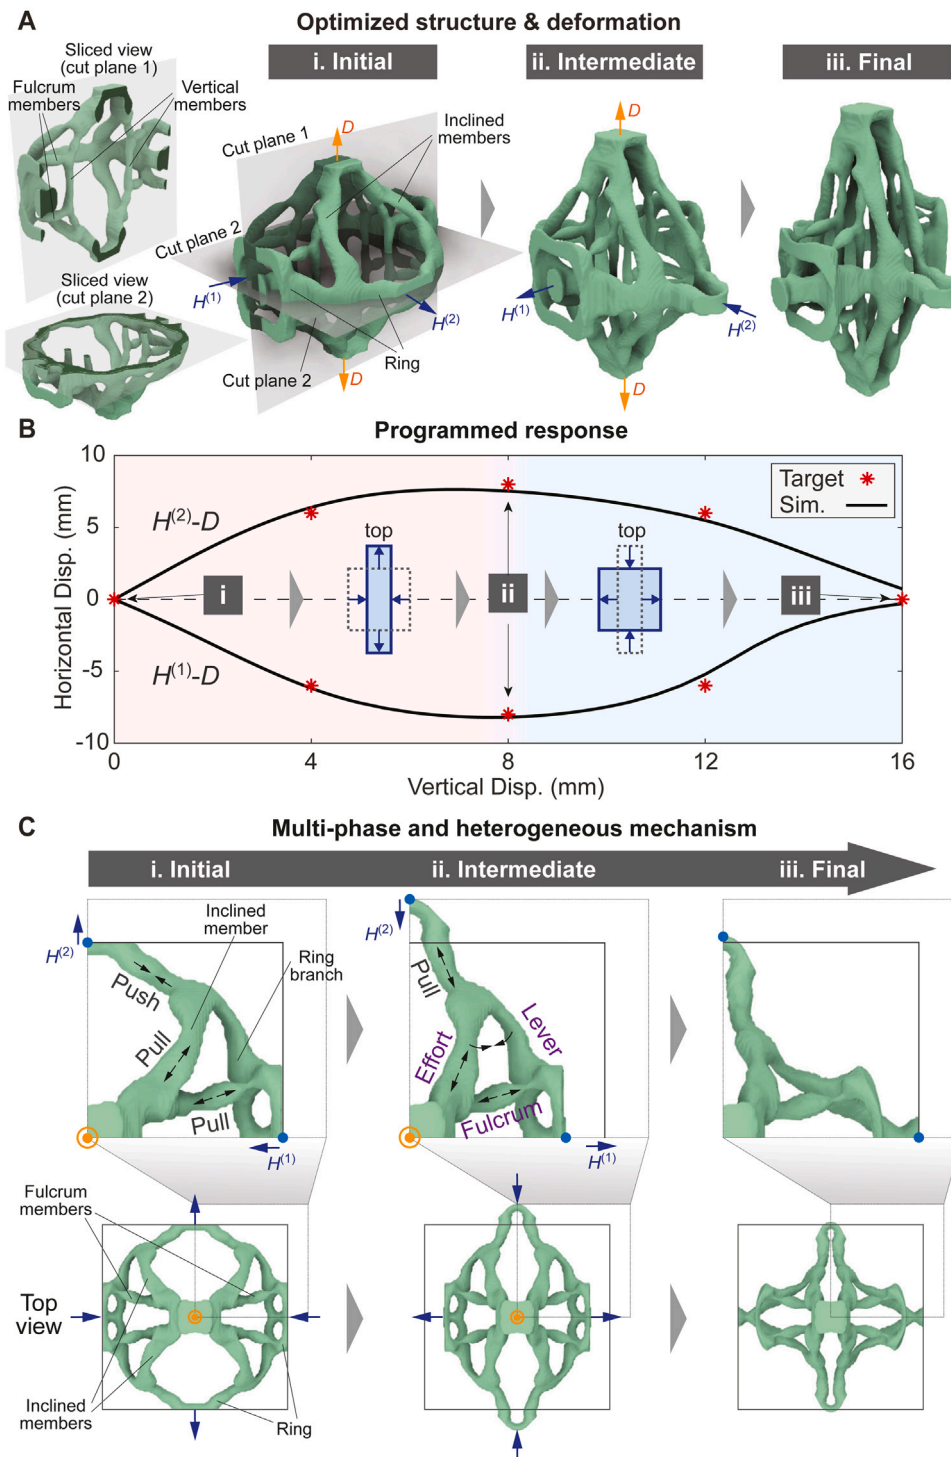 A
Optimized structure & deformation
Sliced view
(cut plane 1)
Fulcrum
members
Vertical
members
i. Initial
ii. Intermediate
iii. Final
Cut plane 1
D
Inclined
members
D
Cut plane 2
Sliced view
(cut plane 2)
H(1)
H(2)
Ring
Cut plane 2
D
H(1)
H(2)
D
B
Programmed response
Horizontal Disp. (mm)
10
5
0
-5
-10
H(2)-D
H(1)-D
top
top
i
ii
iii
Target
Sim.
0
4
8
12
16
Vertical Disp. (mm)
C
Multi-phase and heterogeneous mechanism
i. Initial
ii. Intermediate
iii. Final
H(2)
Inclined
member
Ring
branch
Push
Pull
Pull
H(1)
H(2)
Pull
Effort
Lever
Fulcrum
H(1)
Fulcrum
members
Top
view
Inclined
members
Ring